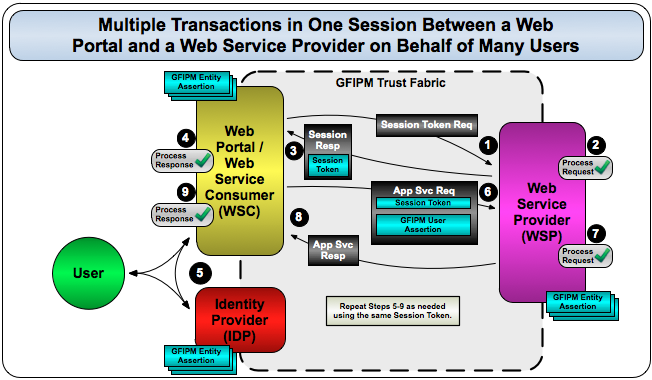 Multiple Transactions in One Session Between a Web
Portal and a Web Service Provider on Behalf of Many Users
GFIPM Entity
Assertion
GFIPM Trust Fabric
Web
Portal /
Web
Service
Consumer
(WSC)
4
Process
Response
9
Process
Response
Session Token Req
1
3
Session
Resp
Session
Token
App Svc Req
Session Token
GFIPM User
Assertion
6
8
App Svc
Resp
2
Process
Request
Web
Service
Provider
(WSP)
7
Process
Request
GFIPM Entity
Assertion
User
5
Identity
Provider
(IDP)
GFIPM Entity
Assertion
Repeat Steps 5-9 as needed
using the same Session Token.